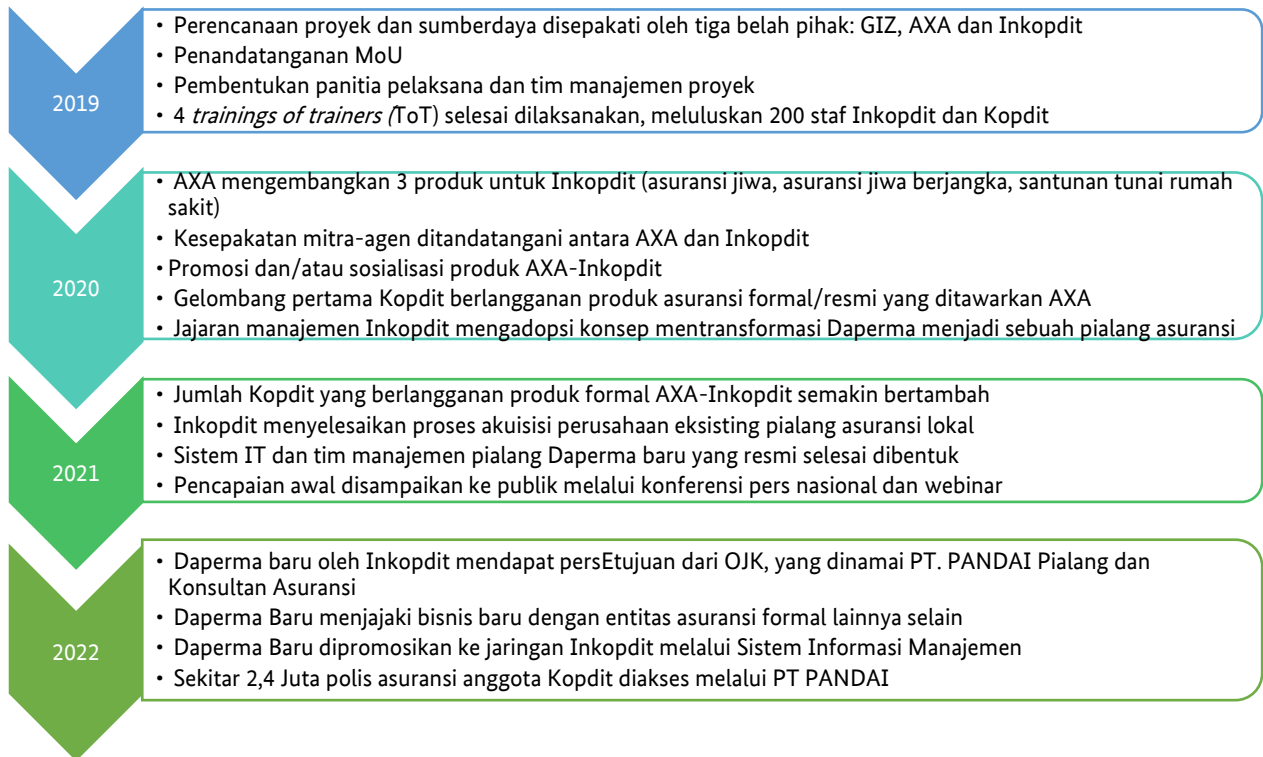 2019
• Perencanaan proyek dan sumberdaya disepakati oleh tiga belah pihak: GIZ, AXA dan Inkopdit
• Penandatanganan MoU
• Pembentukan panitia pelaksana dan tim manajemen proyek
• 4 trainings of trainers (ToT) selesai dilaksanakan, meluluskan 200 staf Inkopdit dan Kopdit
2020
• AXA mengembangkan 3 produk untuk Inkopdit (asuransi jiwa, asuransi jiwa berjangka, santunan tunai rumah
sakit)
• Kesepakatan mitra-agen ditandatangani antara AXA dan Inkopdit
• Promosi dan/atau sosialisasi produk AXA-Inkopdit
• Gelombang pertama Kopdit berlangganan produk asuransi formal/resmi yang ditawarkan AXA
• Jajaran manajemen Inkopdit mengadopsi konsep mentransformasi Daperma menjadi sebuah pialang asuransi
2021
• Jumlah Kopdit yang berlangganan produk formal AXA-Inkopdit semakin bertambah
• Inkopdit menyelesaikan proses akuisisi perusahaan eksisting pialang asuransi lokal
• Sistem IT dan tim manajemen pialang Daperma baru yang resmi selesai dibentuk
• Pencapaian awal disampaikan ke publik melalui konferensi pers nasional dan webinar
2022
• Daperma baru oleh Inkopdit mendapat persEtujuan dari OJK, yang dinamai PT. PANDAI Pialang dan
Konsultan Asuransi
• Daperma Baru menjajaki bisnis baru dengan entitas asuransi formal lainnya selain
• Daperma Baru dipromosikan ke jaringan Inkopdit melalui Sistem Informasi Manajemen
• Sekitar 2,4 Juta polis asuransi anggota Kopdit diakses melalui PT PANDAI